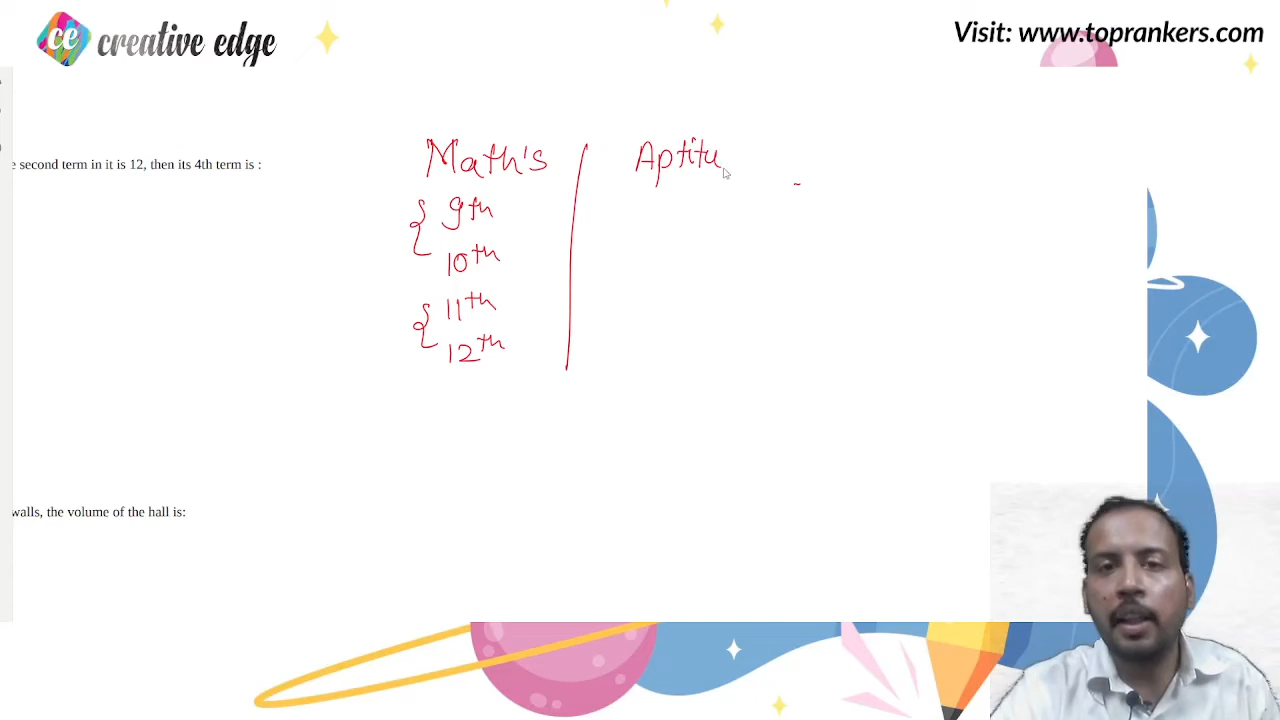 ce creative edge
Visit: www.toprankers.com
e second term in it is 12, then its 4th term is :
Math's
Aptitu
9th
10th
11th
12th
walls, the volume of the hall is: